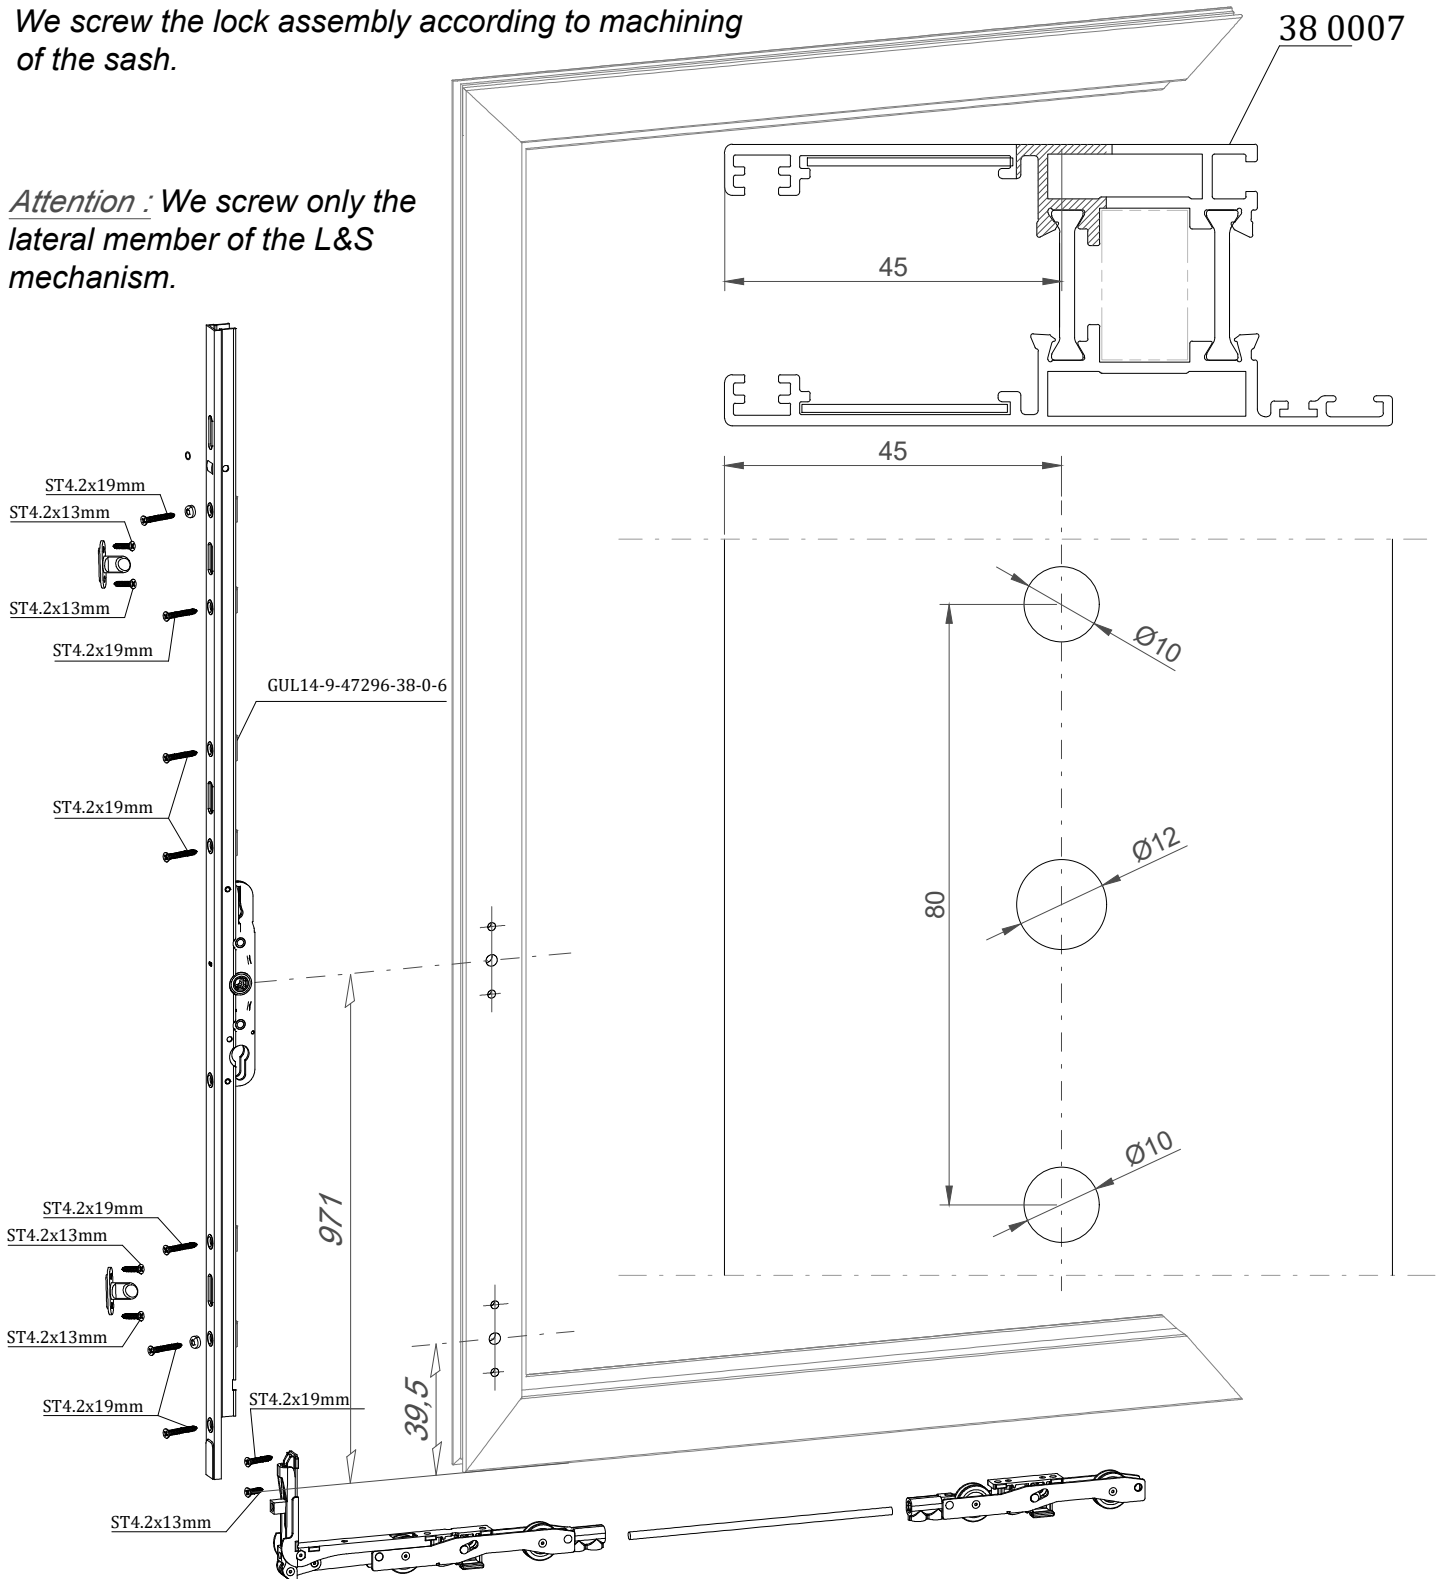 We screw the lock assembly according to machining
of the sash.
38 0007
Attention : We screw only the
lateral member of the L&S
mechanism.
45
45
ST4.2x19mm
ST4.2x13mm
ST4.2x13mm
ST4.2x19mm
GUL14-9-47296-38-0-6
ST4.2x19mm
Ø10
Ø12
80
Ø10
971
ST4.2x19mm
ST4.2x13mm
ST4.2x13mm
ST4.2x19mm
39,5
ST4.2x19mm
ST4.2x13mm